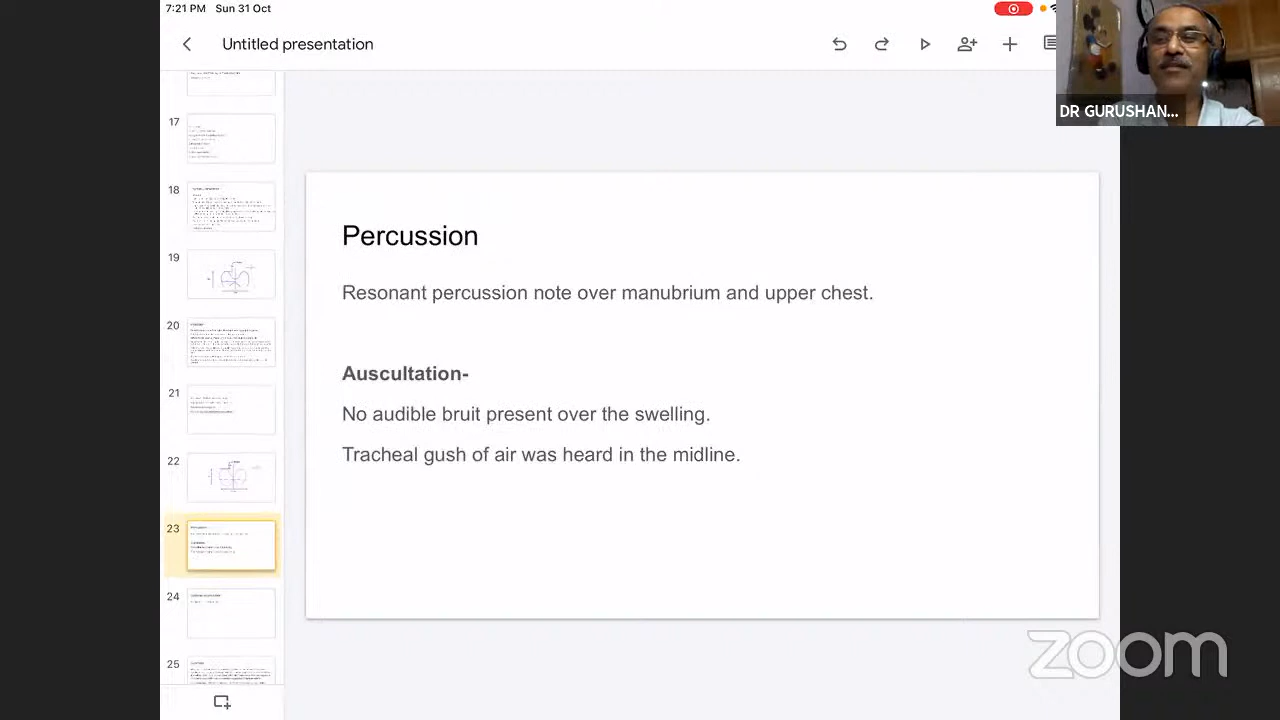 7:21 PM Sun 31 Oct
Untitled presentation
DR GURUSHAN...
17
18
19
20
21
22
23
24
25
Percussion
Resonant percussion note over manubrium and upper chest.
Auscultation-
No audible bruit present over the swelling.
Tracheal gush of air was heard in the midline.
zoom